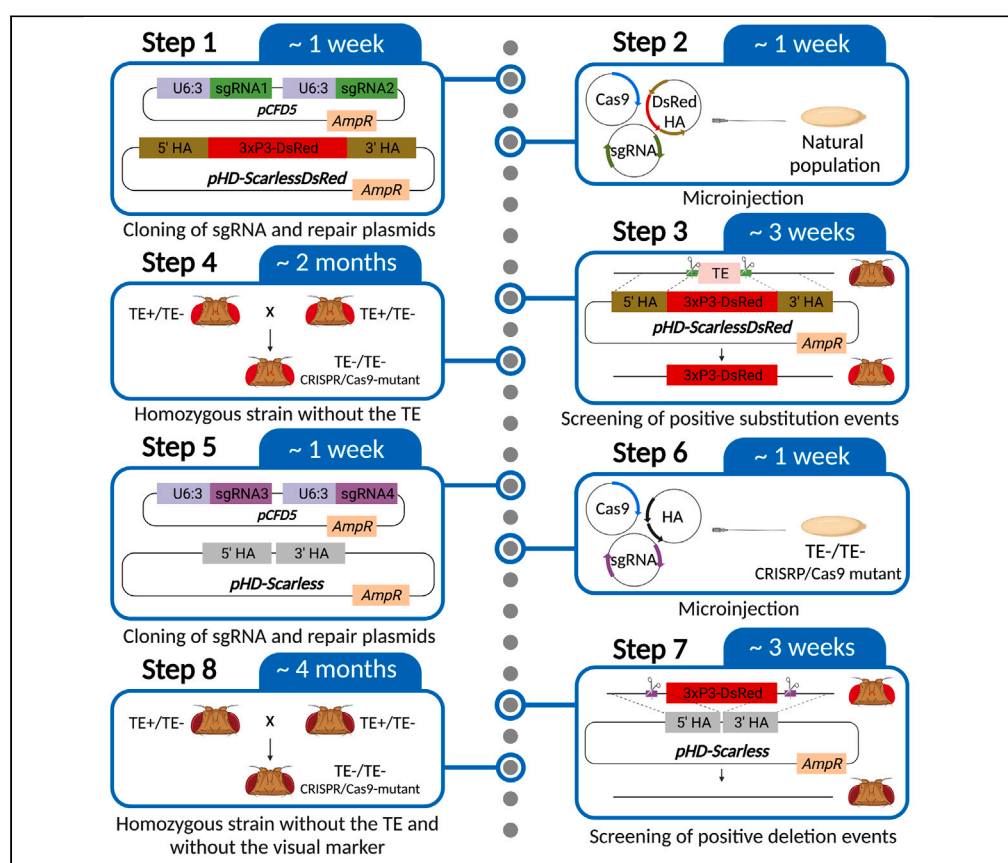 Step 1
~ 1 week
U6:3 sgRNA1 U6:3 sgRNA2
pCFD5
AmpR
5' HA 3xP3-DsRed 3' HA
pHD-ScarlessDsRed
AmpR
Cloning of sgRNA and repair plasmids
Step 2
~ 1 week
Cas9
DsRed
HA
sgRNA
Natural
population
Microinjection
Step 3
~ 3 weeks
TE
5' HA 3xP3-DsRed 3' HA
pHD-ScarlessDsRed
AmpR
3xP3-DsRed
Screening of positive substitution events
Step 4
~ 2 months
TE+/TE- X TE+/TE-
TE-/TE-
CRISPR/Cas9-mutant
Homozygous strain without the TE
Step 5
~ 1 week
U6:3 sgRNA3 U6:3 sgRNA4
pCFD5
AmpR
5' HA 3' HA
pHD-Scarless
AmpR
Cloning of sgRNA and repair plasmids
Step 6
~ 1 week
Cas9
HA
sgRNA
TE-/TE-
CRISRP/Cas9 mutant
Microinjection
Step 7
~ 3 weeks
3xP3-DsRed
5' HA 3' HA
pHD-Scarless
AmpR
Screening of positive deletion events
Step 8
~ 4 months
TE+/TE- X TE+/TE-
TE-/TE-
CRISPR/Cas9-mutant
Homozygous strain without the TE and
without the visual marker